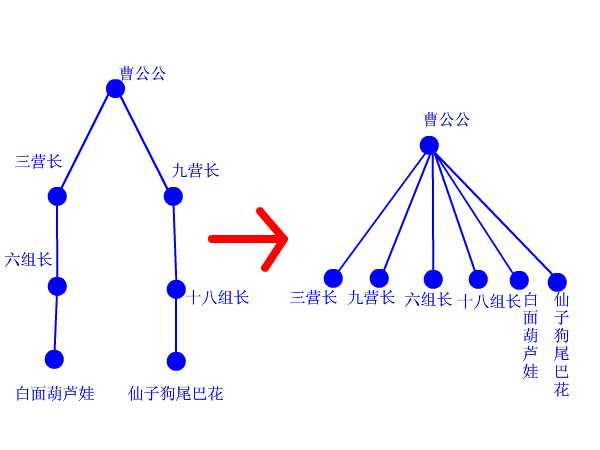 曹公公
三营长
九营长
六组长
十八组长
白面葫芦娃
仙子狗尾巴花
曹公公
三营长
九营长
六组长
十八组长
白面葫芦娃
仙子狗尾巴花